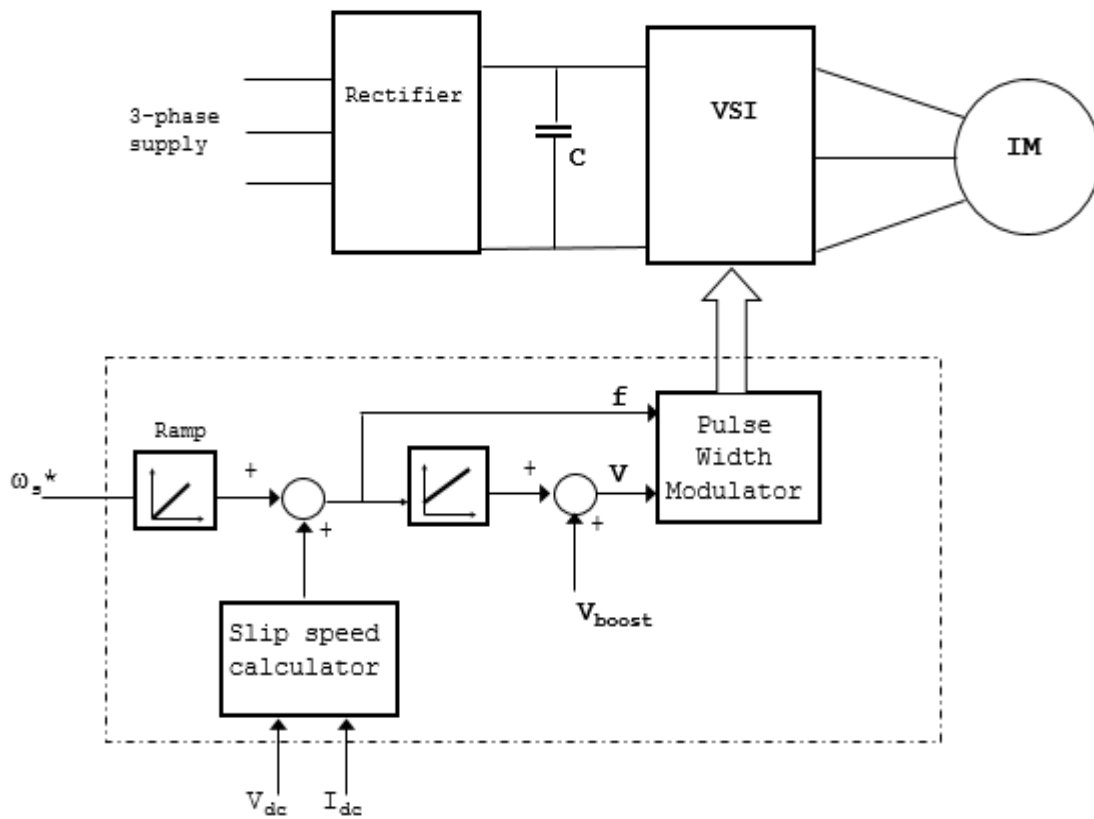 Rectifier
3-phase
supply
C
VSI
IM
Ramp
ω_s*
+
+
f
+
+
V
Pulse
Width
Modulator
V_boost
Slip speed
calculator
V_dc
I_dc